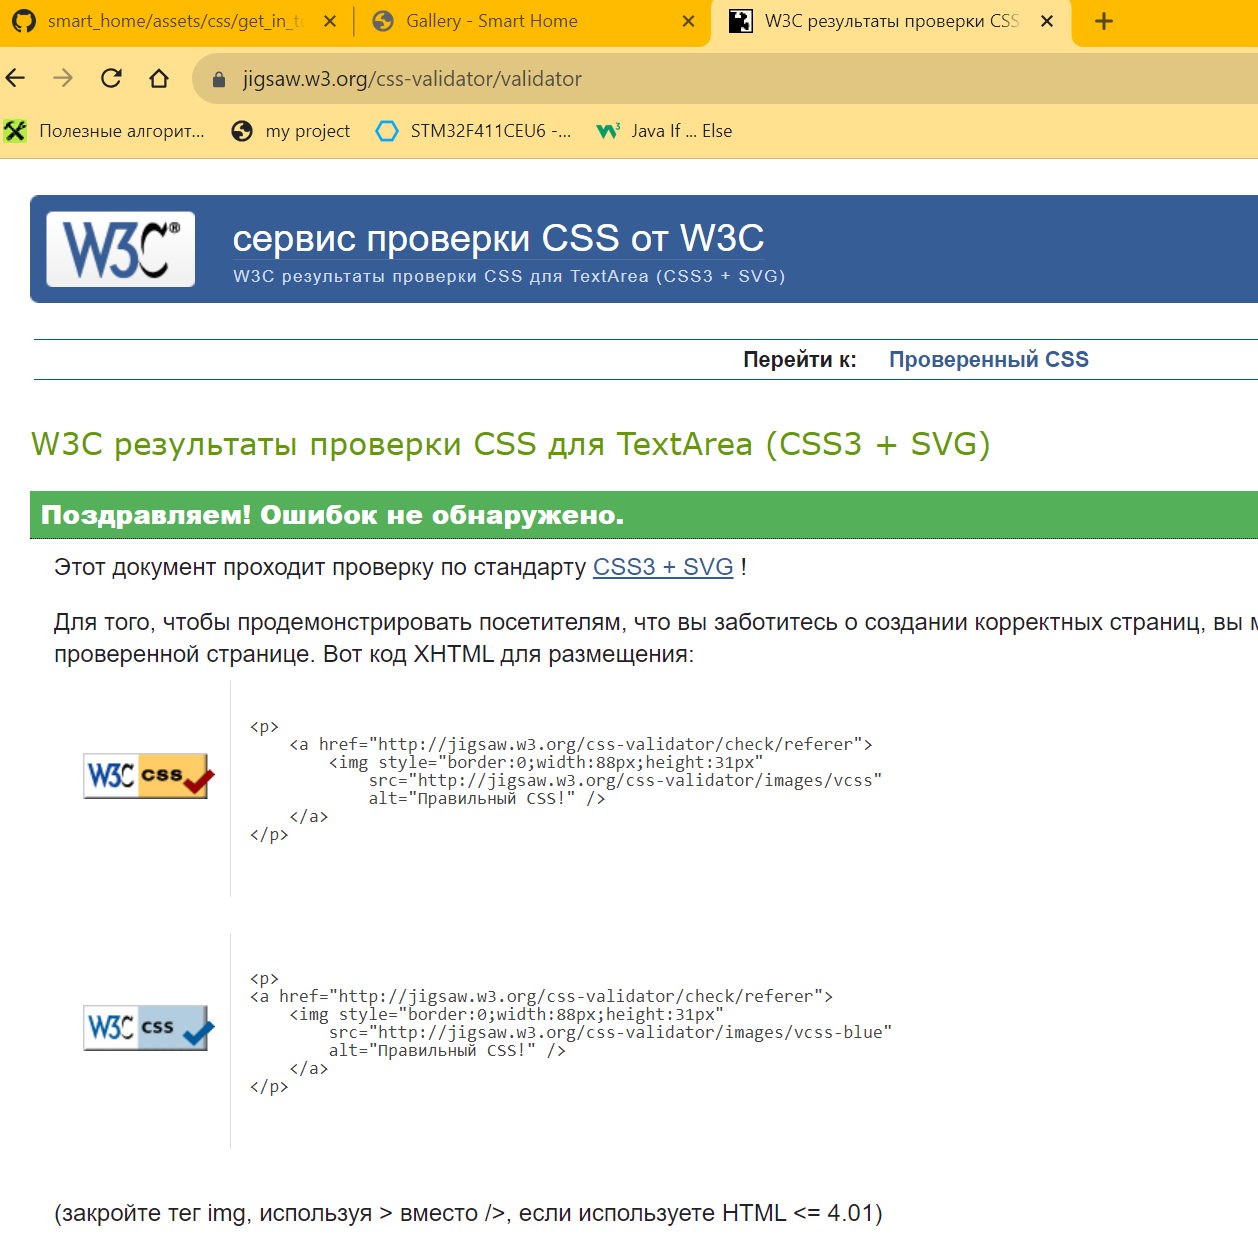 smart_home/assets/css/get_in_to
Gallery - Smart Home
W3C результаты проверки CSS
jigsaw.w3.org/css-validator/validator
Полезные алгорит...
my project
STM32F411CEU6 -...
Java If ... Else
W3C®
сервис проверки CSS от W3C
W3C результаты проверки CSS для TextArea (CSS3 + SVG)
Перейти к: Проверенный CSS
W3C результаты проверки CSS для TextArea (CSS3 + SVG)
Поздравляем! Ошибок не обнаружено.
Этот документ проходит проверку по стандарту CSS3 + SVG !
Для того, чтобы продемонстрировать посетителям, что вы заботитесь о создании корректных страниц, вы
проверенной странице. Вот код XHTML для размещения:
W3C css
<p>
<a href="http://jigsaw.w3.org/css-validator/check/referer">
<img style="border:0;width:88px;height:31px"
src="http://jigsaw.w3.org/css-validator/images/vcss"
alt="Правильный CSS!" />
</a>
</p>
W3C css
<p>
<a href="http://jigsaw.w3.org/css-validator/check/referer">
<img style="border:0;width:88px;height:31px"
src="http://jigsaw.w3.org/css-validator/images/vcss-blue"
alt="Правильный CSS!" />
</a>
</p>
(закройте тег img, используя > вместо />, если используете HTML <= 4.01)